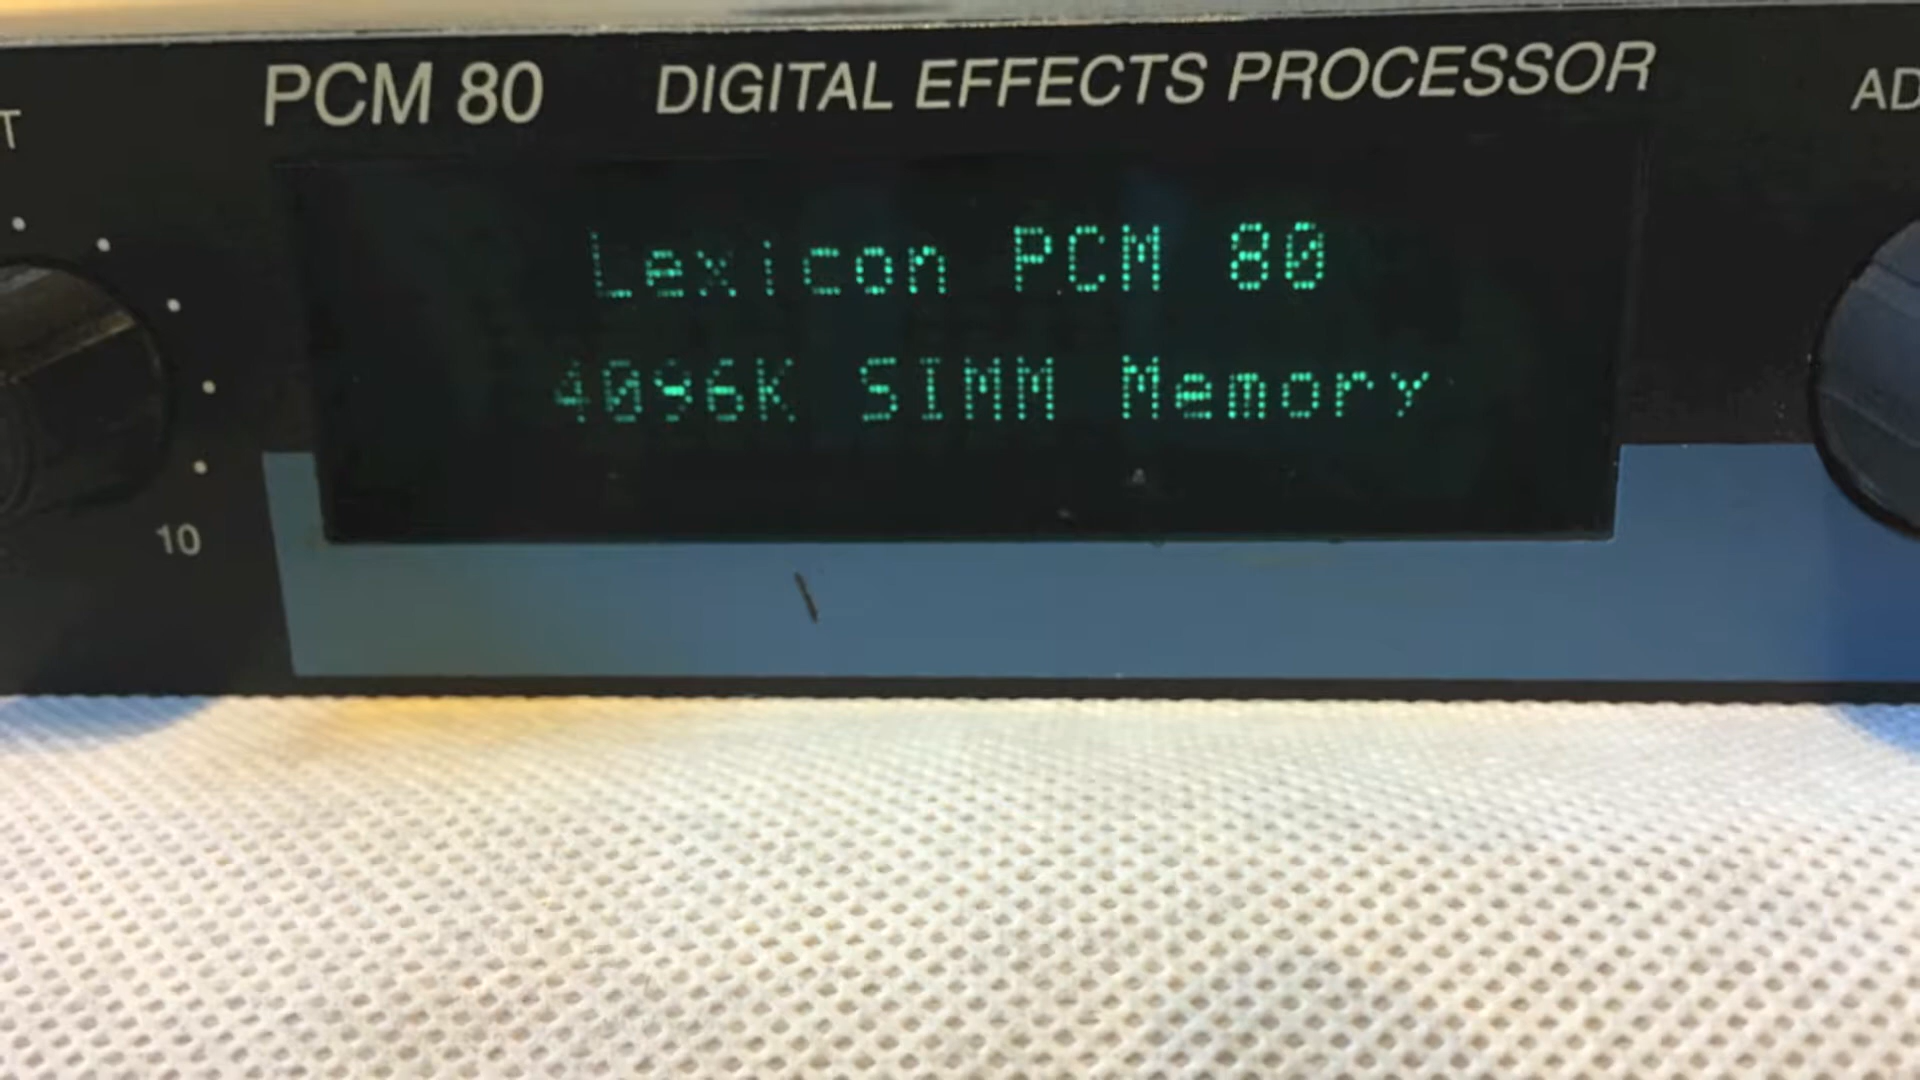 PCM 80 DIGITAL EFFECTS PROCESSOR
Lexicon PCM 80
4096K SIMM Memory
10